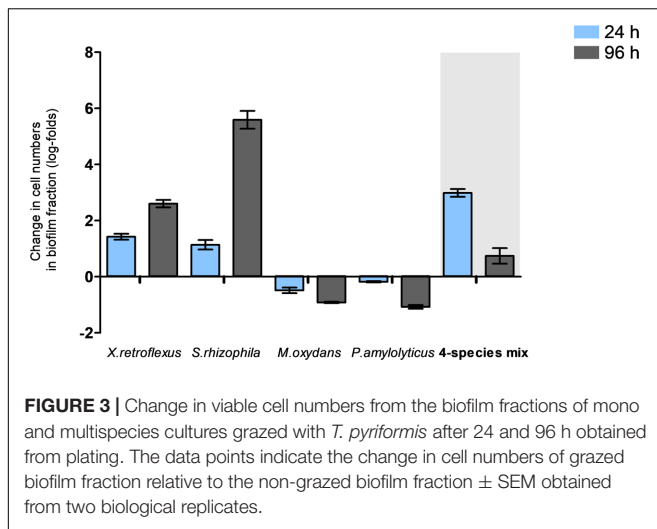 24 h
96 h
8
6
4
2
0
-2
Change in cell numbers
in biofilm fraction (log-folds)
X.retroflexus S.rhizophila M.oxydans P.amylolyticus 4-species mix
FIGURE 3 | Change in viable cell numbers from the biofilm fractions of mono
and multispecies cultures grazed with T. pyriformis after 24 and 96 h obtained
from plating. The data points indicate the change in cell numbers of grazed
biofilm fraction relative to the non-grazed biofilm fraction ± SEM obtained
from two biological replicates.